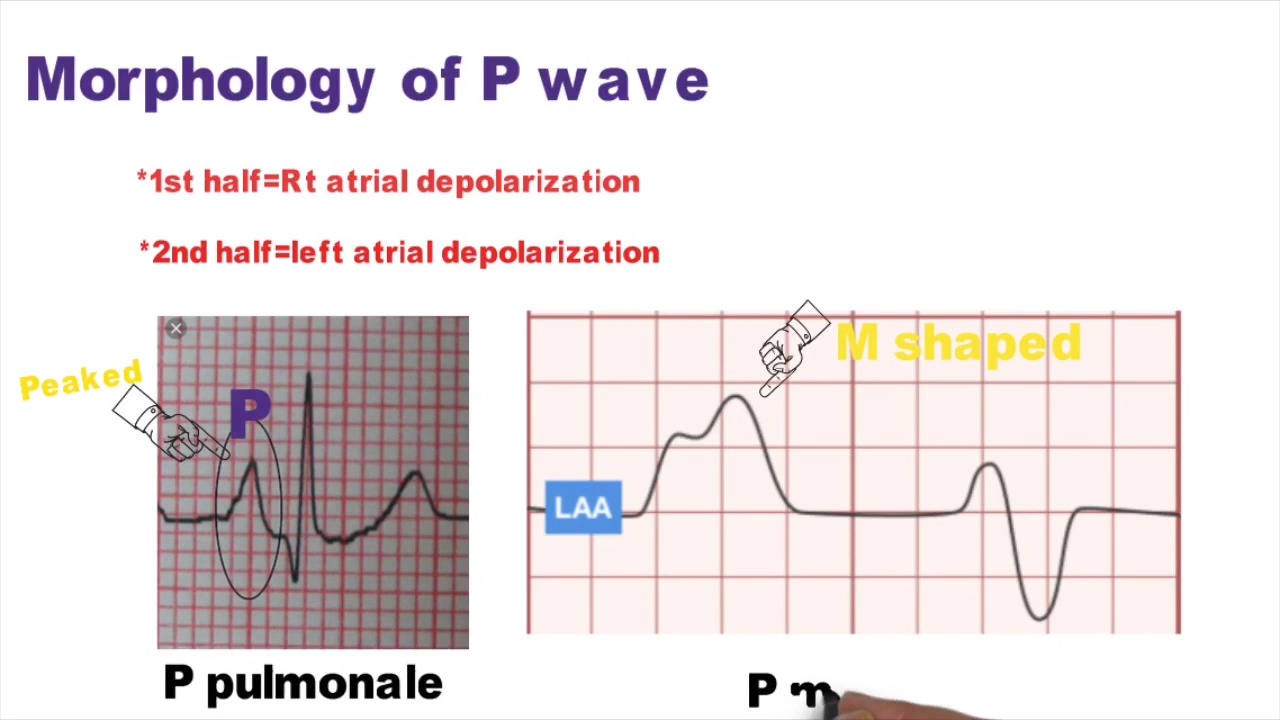 Morphology of P wave
*1st half=Rt atrial depolarization
*2nd half=left atrial depolarization
Peaked
P
M shaped
LAA
P pulmonale
P m